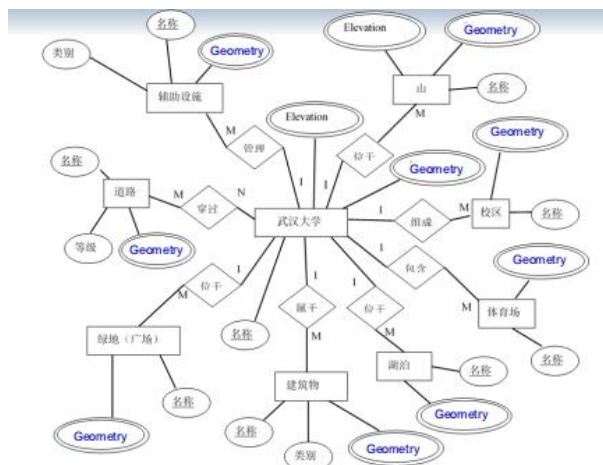 名称
类别
Geometry
辅助设施
Elevation
Geometry
山
名称
M
Elevation
M
管理
位于
Geometry
Geometry
名称
道路
M
N
穿过
1
1
武汉大学
1
组成
M
校区
名称
等级
Geometry
1
包含
Geometry
位于
M
1
1
属于
1
位于
M
体育场
绿地（广场）
名称
M
M
湖泊
名称
名称
名称
建筑物
Geometry
Geometry
名称
类别
Geometry